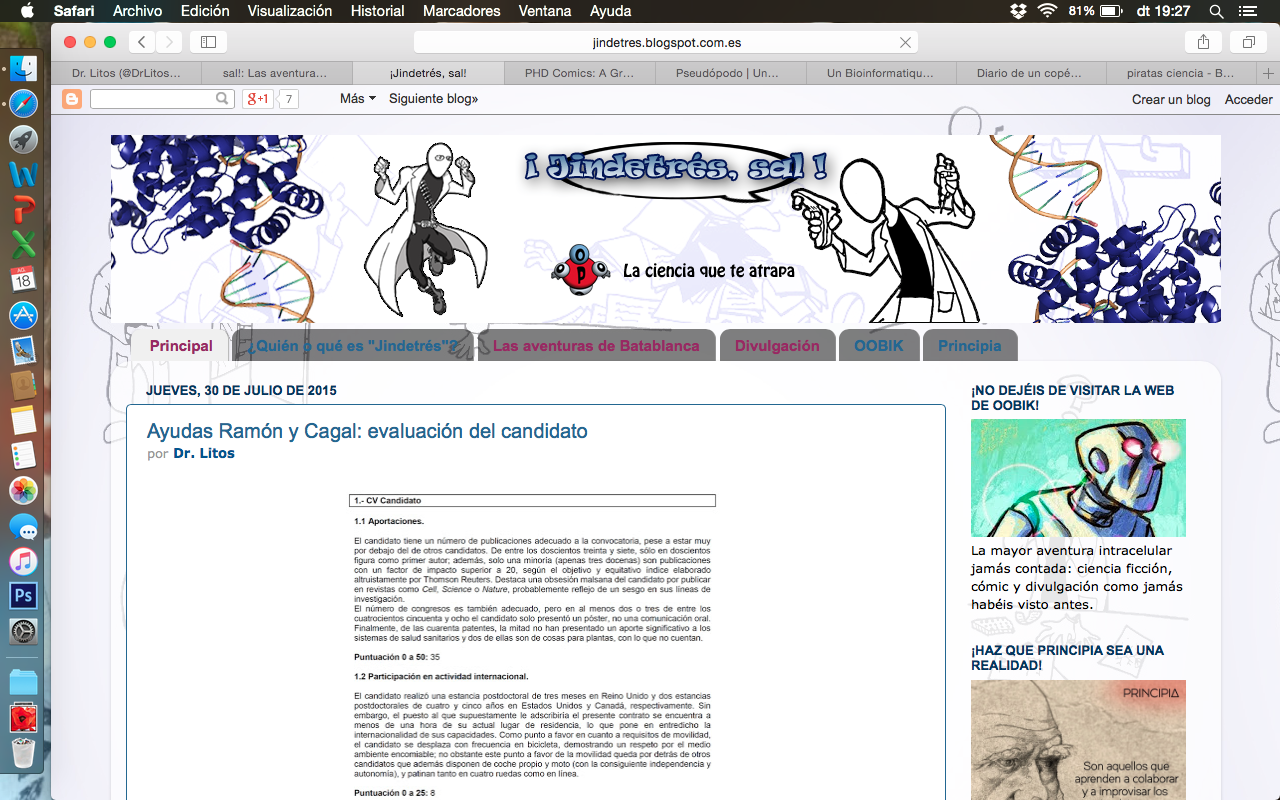 Safari Archivo Edición Visualización Historial Marcadores Ventana Ayuda 81% dt 19:27
jindetres.blogspot.com.es
Dr. Litos (@DrLitos... sal!: Las aventura... ¡Jindetrés, sal! PHD Comics: A Gr... Pseudópodo | Un... Un Bioinformatiqu... Diario de un copé... piratas ciencia - B...
g+1 7 Más Siguiente blog» Crear un blog Acceder
¡ Jindetrés, sal !
O
P
La ciencia que te atrapa
Principal ¿Quién o qué es "Jindetrés"? Las aventuras de Batablanca Divulgación OOBIK Principia
JUEVES, 30 DE JULIO DE 2015
Ayudas Ramón y Cagal: evaluación del candidato
por Dr. Litos
1.- CV Candidato
1.1 Aportaciones.
El candidato tiene un número de publicaciones adecuado a la convocatoria, pese a estar muy
por debajo del de otros candidatos. De entre los doscientos treinta y siete, sólo en doscientos
figura como primer autor; además, solo una minoría (apenas tres docenas) son publicaciones
con un factor de impacto superior a 20, según el objetivo y equitativo índice elaborado
altruistamente por Thomson Reuters. Destaca una obsesión malsana del candidato por publicar
en revistas como Cell, Science o Nature, probablemente reflejo de un sesgo en sus líneas de
investigación.
El número de congresos es también adecuado, pero en al menos dos o tres de entre los
cuatrocientos cincuenta y ocho el candidato solo presentó un póster, no una comunicación oral.
Finalmente, de las cuarenta patentes, la mitad no han presentado un aporte significativo a los
sistemas de salud sanitarios y dos de ellas son de cosas para plantas, con lo que no cuentan.
Puntuación 0 a 50: 35
1.2 Participación en actividad internacional.
El candidato realizó una estancia postdoctoral de tres meses en Reino Unido y dos estancias
postdoctorales de cuatro y cinco años en Estados Unidos y Canadá, respectivamente. Sin
embargo, el puesto al que supuestamente le adscribiría el presente contrato se encuentra a
menos de una hora de su actual lugar de residencia, lo que pone en entredicho la
internacionalidad de sus capacidades. Como punto a favor en cuanto a requisitos de movilidad,
el candidato se desplaza con frecuencia en bicicleta, demostrando un respeto por el medio
ambiente encomiable; no obstante este punto a favor de la movilidad queda por detrás de otros
candidatos que además disponen de coche propio y moto (con la consiguiente independencia y
autonomía), y patinan tanto en cuatro ruedas como en línea.
Puntuación 0 a 25: 8
¡NO DEJÉIS DE VISITAR LA WEB
DE OOBIK!
La mayor aventura intracelular
jamás contada: ciencia ficción,
cómic y divulgación como jamás
habéis visto antes.
¡HAZ QUE PRINCIPIA SEA UNA
REALIDAD!
PRINCIPIA
Son aquellos que
aprenden a colaborar
y a improvisar los
W
P
X
18
Ps